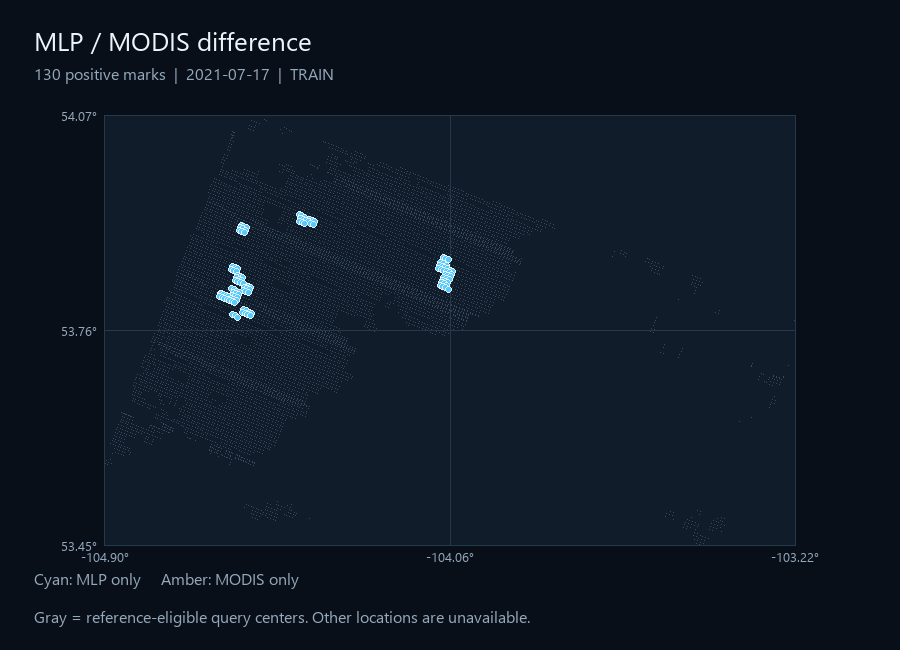 MLP / MODIS difference
130 positive marks | 2021-07-17 | TRAIN
54.07°
53.76°
53.45°
-104.90° -104.06° -103.22°
Cyan: MLP only Amber: MODIS only
Gray = reference-eligible query centers. Other locations are unavailable.